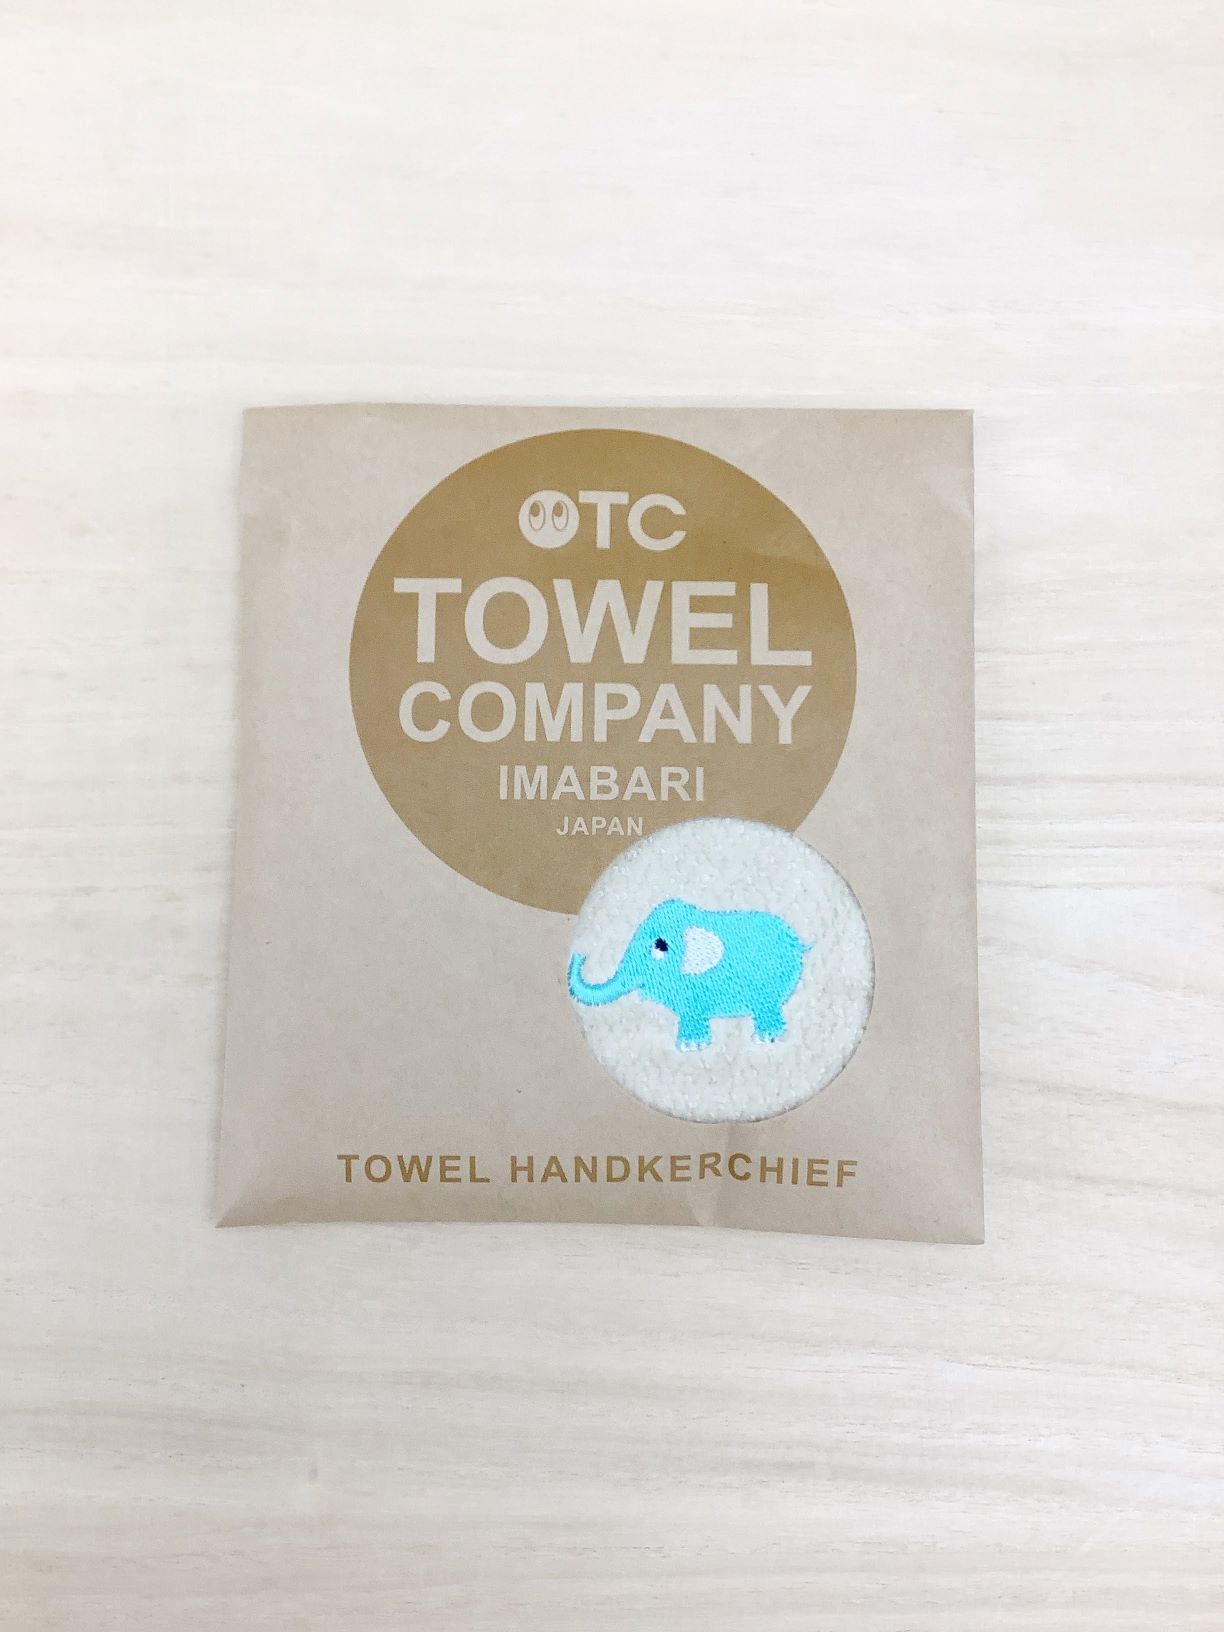 OTC
TOWEL
COMPANY
IMABARI
JAPAN
TOWEL HANDKERCHIEF